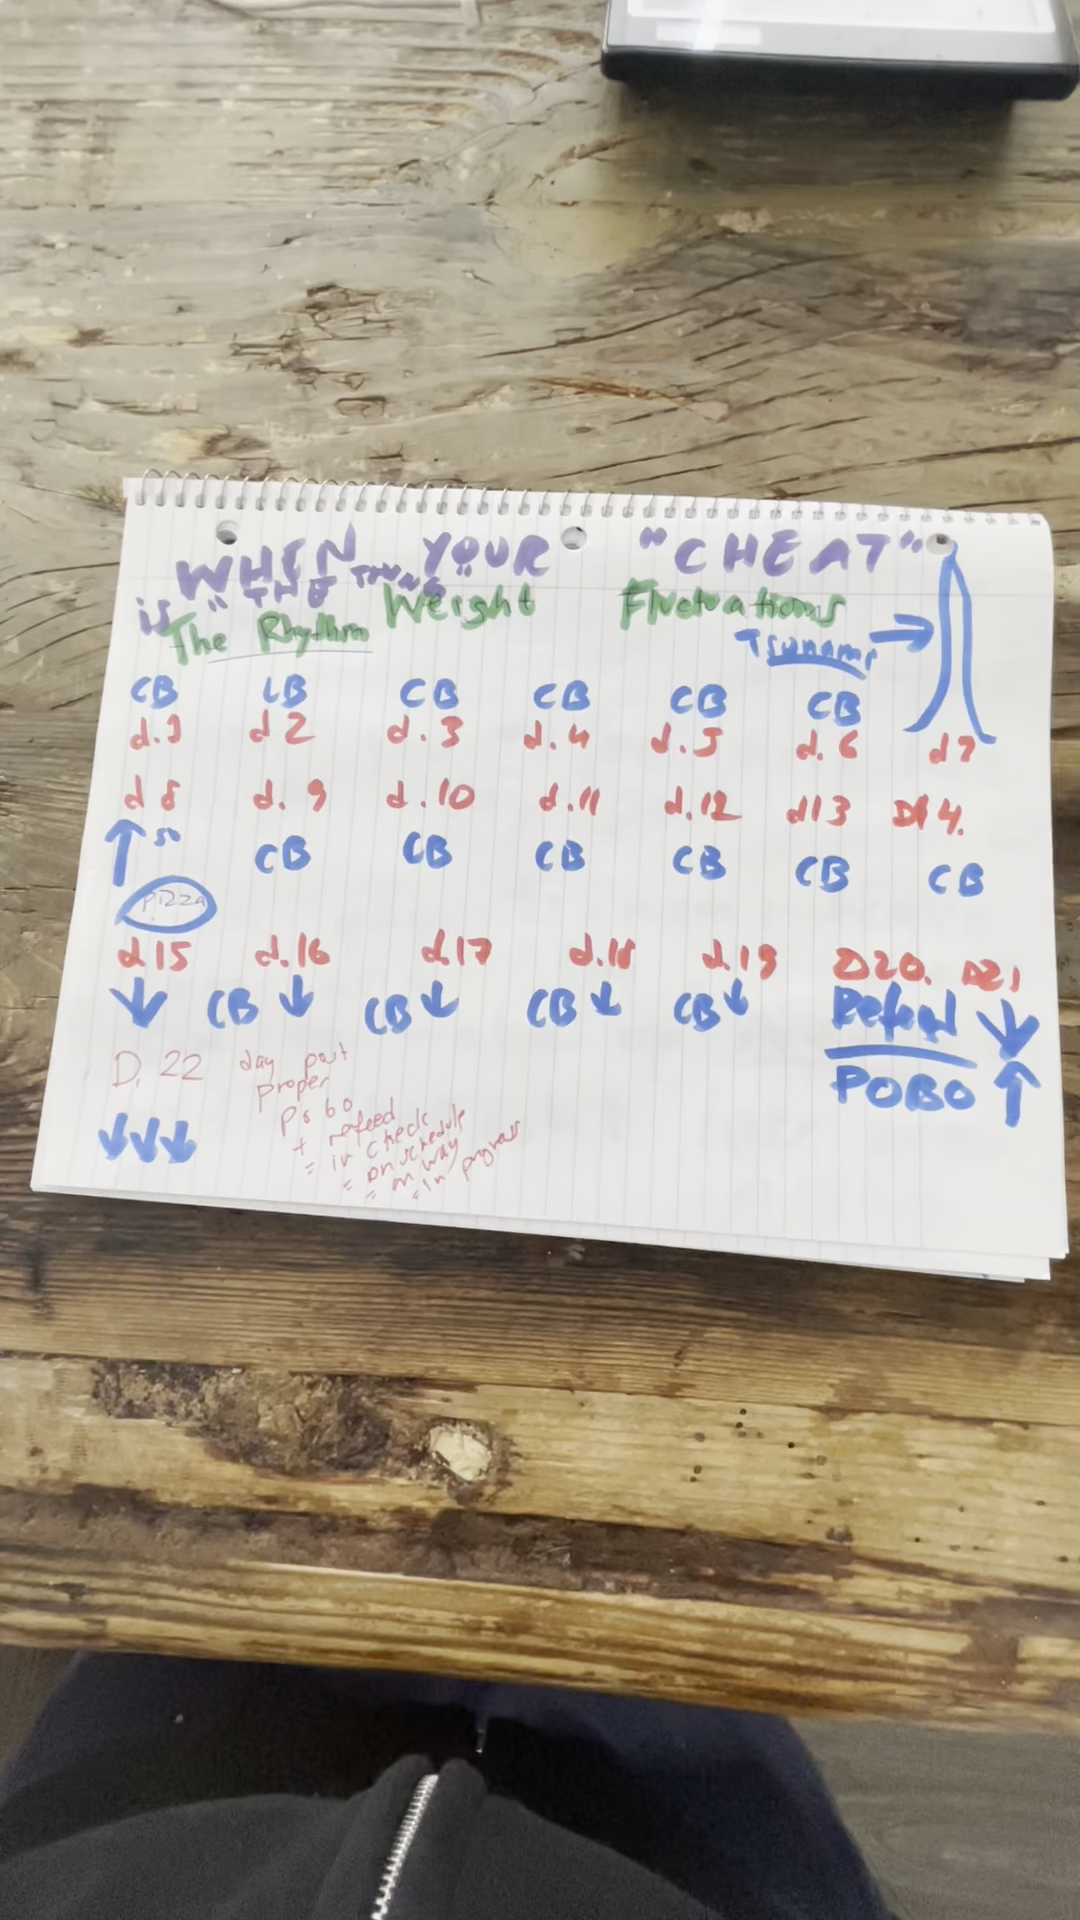 WHEN YOUR "CHEAT"
is "THE THING"
The Rhythm Weight Fluctuations
Tsunami
CB CB CB CB CB CB
d.1 d2 d.3 d.4 d.5 d.6 d7
d8 d.9 d.10 d.11 d.12 d13 D14.
CB CB CB CB CB CB
Pizza
d.15 d.16 d.17 d.18 d.19 D20. D21
CB CB CB CB Refeed
POBO
D. 22 day post
proper
PoBo
+ refeed
= in check
= on schedule
= on way
= in progress